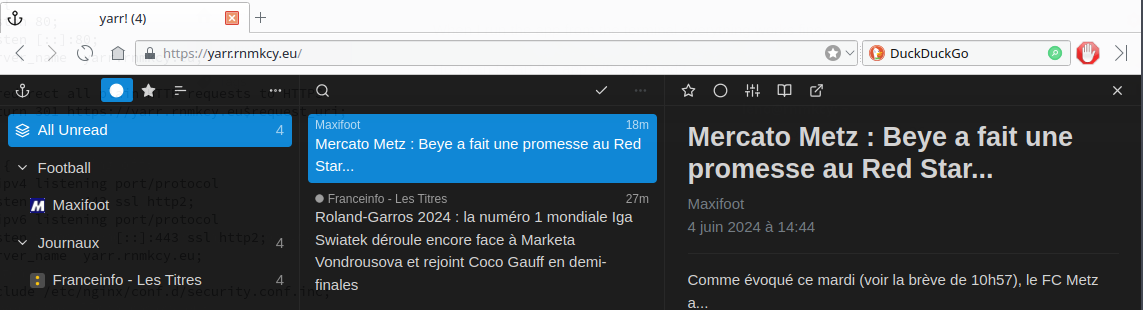 yarr! (4)
https://yarr.rnmkcy.eu/
DuckDuckGo
All Unread 4
Football
Maxifoot
Journaux 4
Franceinfo - Les Titres 4
Maxifoot 18m
Mercato Metz : Beye a fait une promesse au Red
Star...
Franceinfo - Les Titres 27m
Roland-Garros 2024 : la numéro 1 mondiale Iga
Swiatek déroule encore face à Marketa
Vondrousova et rejoint Coco Gauff en demi-
finales
Mercato Metz : Beye a fait une
promesse au Red Star...
Maxifoot
4 juin 2024 à 14:44
Comme évoqué ce mardi (voir la brève de 10h57), le FC Metz
a...